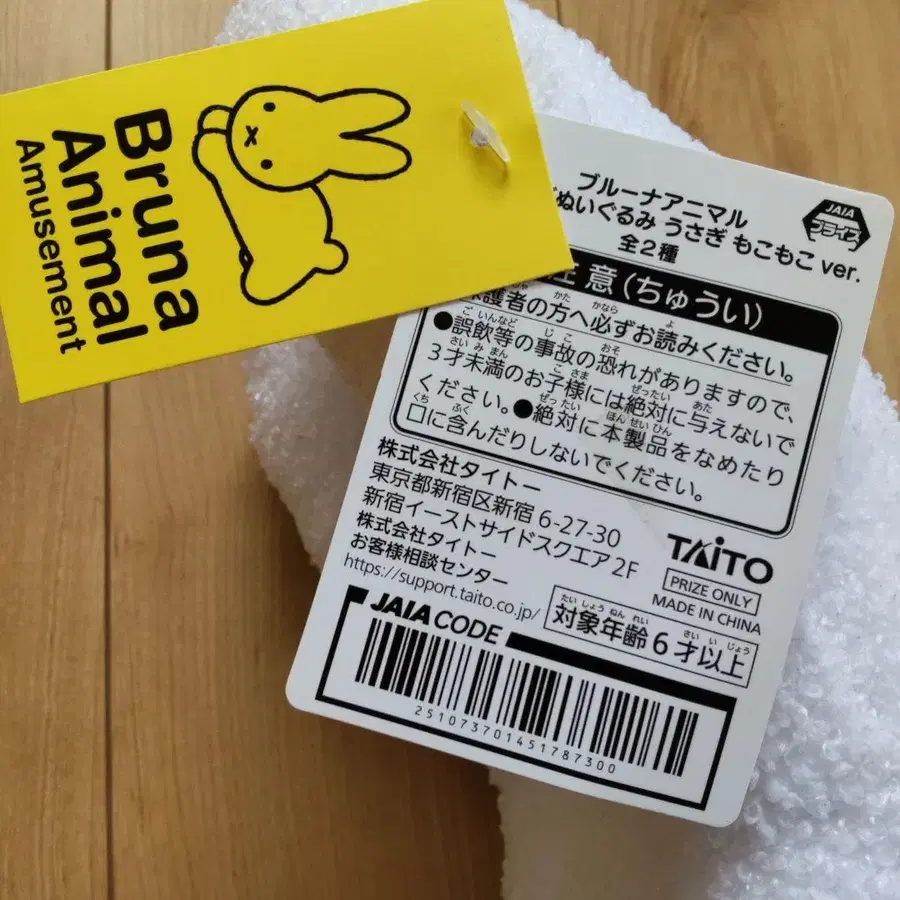 Bruna
Animal
Amusement
ブルーナアニマル
ぬいぐるみ うさぎ もこもこ ver.
全2種
JAIA
プライズ
意(ちゅうい)
護者の方へ必ずお読みください。
●誤飲等の事故の恐れがありますので、
3才未満のお子様には絶対に与えないで
ください。●絶対に本製品をなめたり
口に含んだりしないでください。
株式会社タイトー
東京都新宿区新宿 6-27-30
新宿イーストサイドスクエア 2F
株式会社タイトー
お客様相談センター
https://support.taito.co.jp/
TAITO
PRIZE ONLY
MADE IN CHINA
対象年齢 6才以上
JAIA CODE
251073701451787300